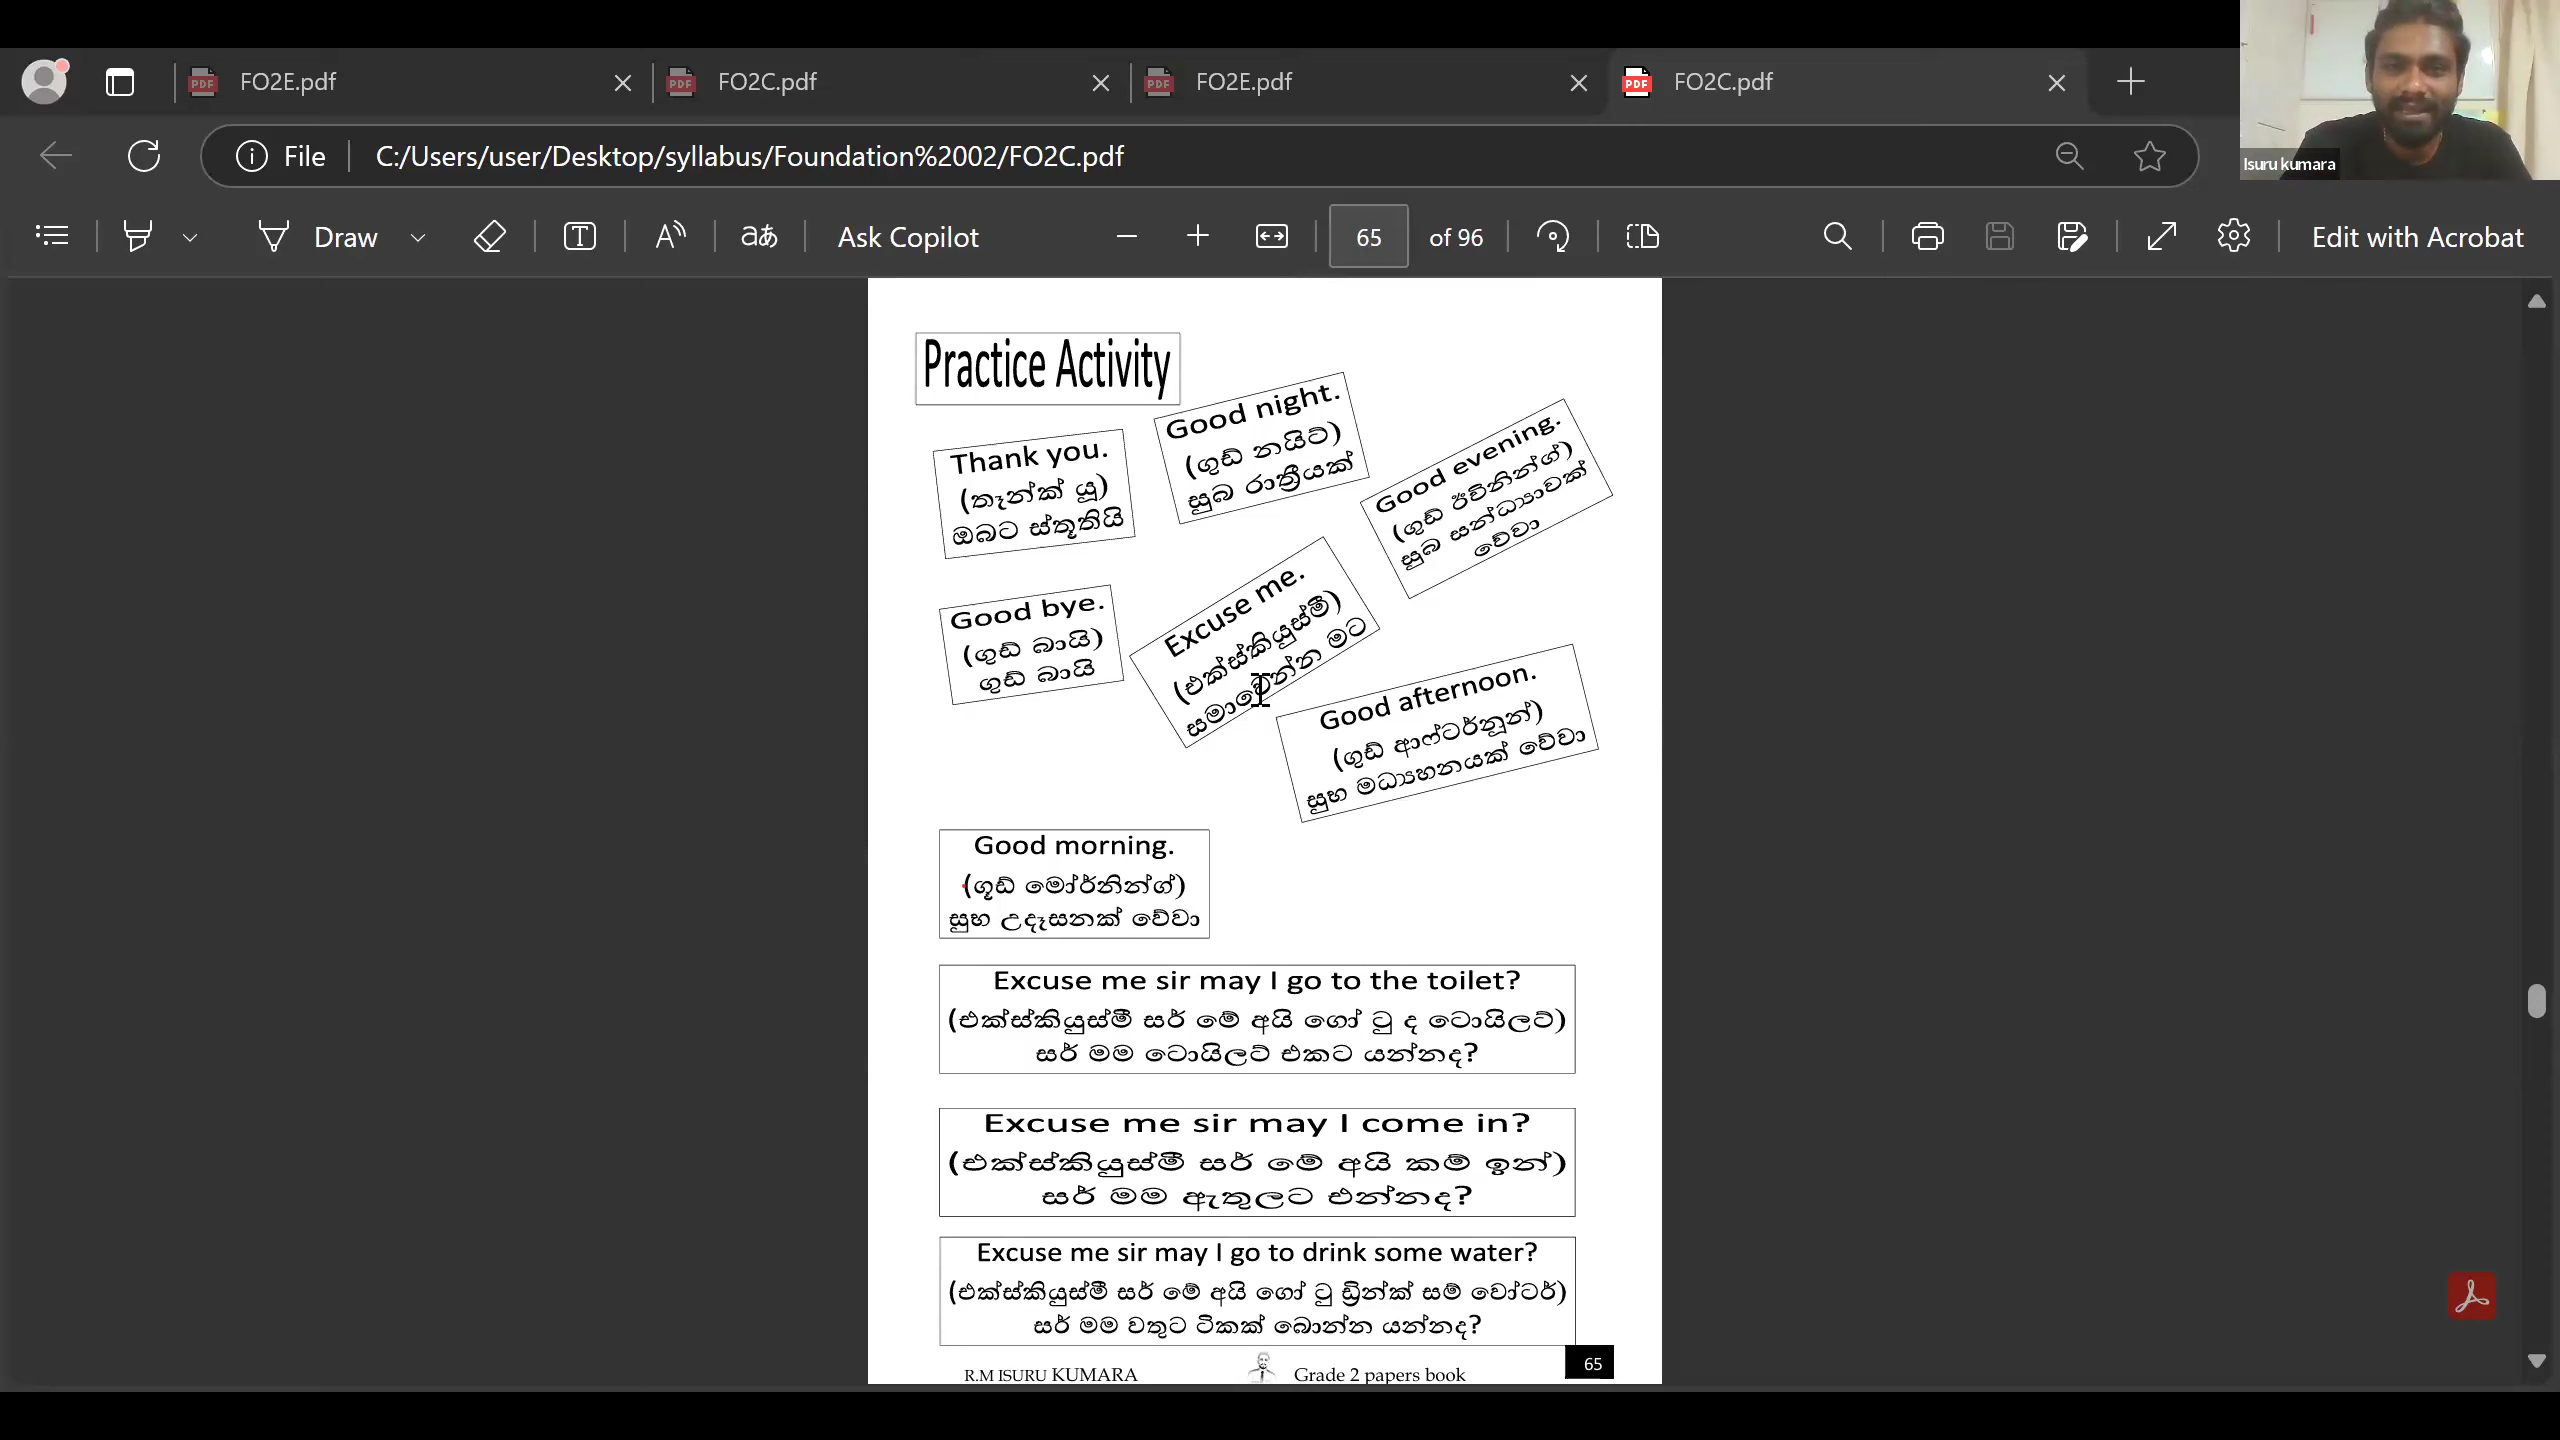 FO2E.pdf
FO2C.pdf
FO2E.pdf
FO2C.pdf
File
C:/Users/user/Desktop/syllabus/Foundation%2002/FO2C.pdf
Isuru kumara
Draw
Ask Copilot
65
of 96
Edit with Acrobat
Practice Activity
Thank you.
(තෑන්ක් යූ)
ඔබට ස්තූතියි
Good night.
(ගුඩ් නයිට්)
සුබ රාත්‍රීයක්
Good evening.
(ගුඩ් ඊව්නින්ග්)
සුබ සන්ධ්‍යාවක්
වේවා
Good bye.
(ගුඩ් බායි)
ගුඩ් බායි
Excuse me.
(එක්ස්කියුස්මී)
සමාවෙන්න මට
Good afternoon.
(ගුඩ් ආෆ්ටර්නූන්)
සුභ මධ්‍යහනයක් වේවා
Good morning.
(ගූඩ් මෝර්නින්ග්)
සුභ උදෑසනක් වේවා
Excuse me sir may I go to the toilet?
(එක්ස්කියුස්මී සර් මේ අයි ගෝ ටු ද ටොයිලට්)
සර් මම ටොයිලට් එකට යන්නද?
Excuse me sir may I come in?
(එක්ස්කියුස්මී සර් මේ අයි කම් ඉන්)
සර් මම ඇතුලට එන්නද?
Excuse me sir may I go to drink some water?
(එක්ස්කියුස්මී සර් මේ අයි ගෝ ටු ඩ්‍රින්ක් සම් වෝටර්)
සර් මම වතුට ටිකක් බොන්න යන්නද?
R.M ISURU KUMARA
Grade 2 papers book
65